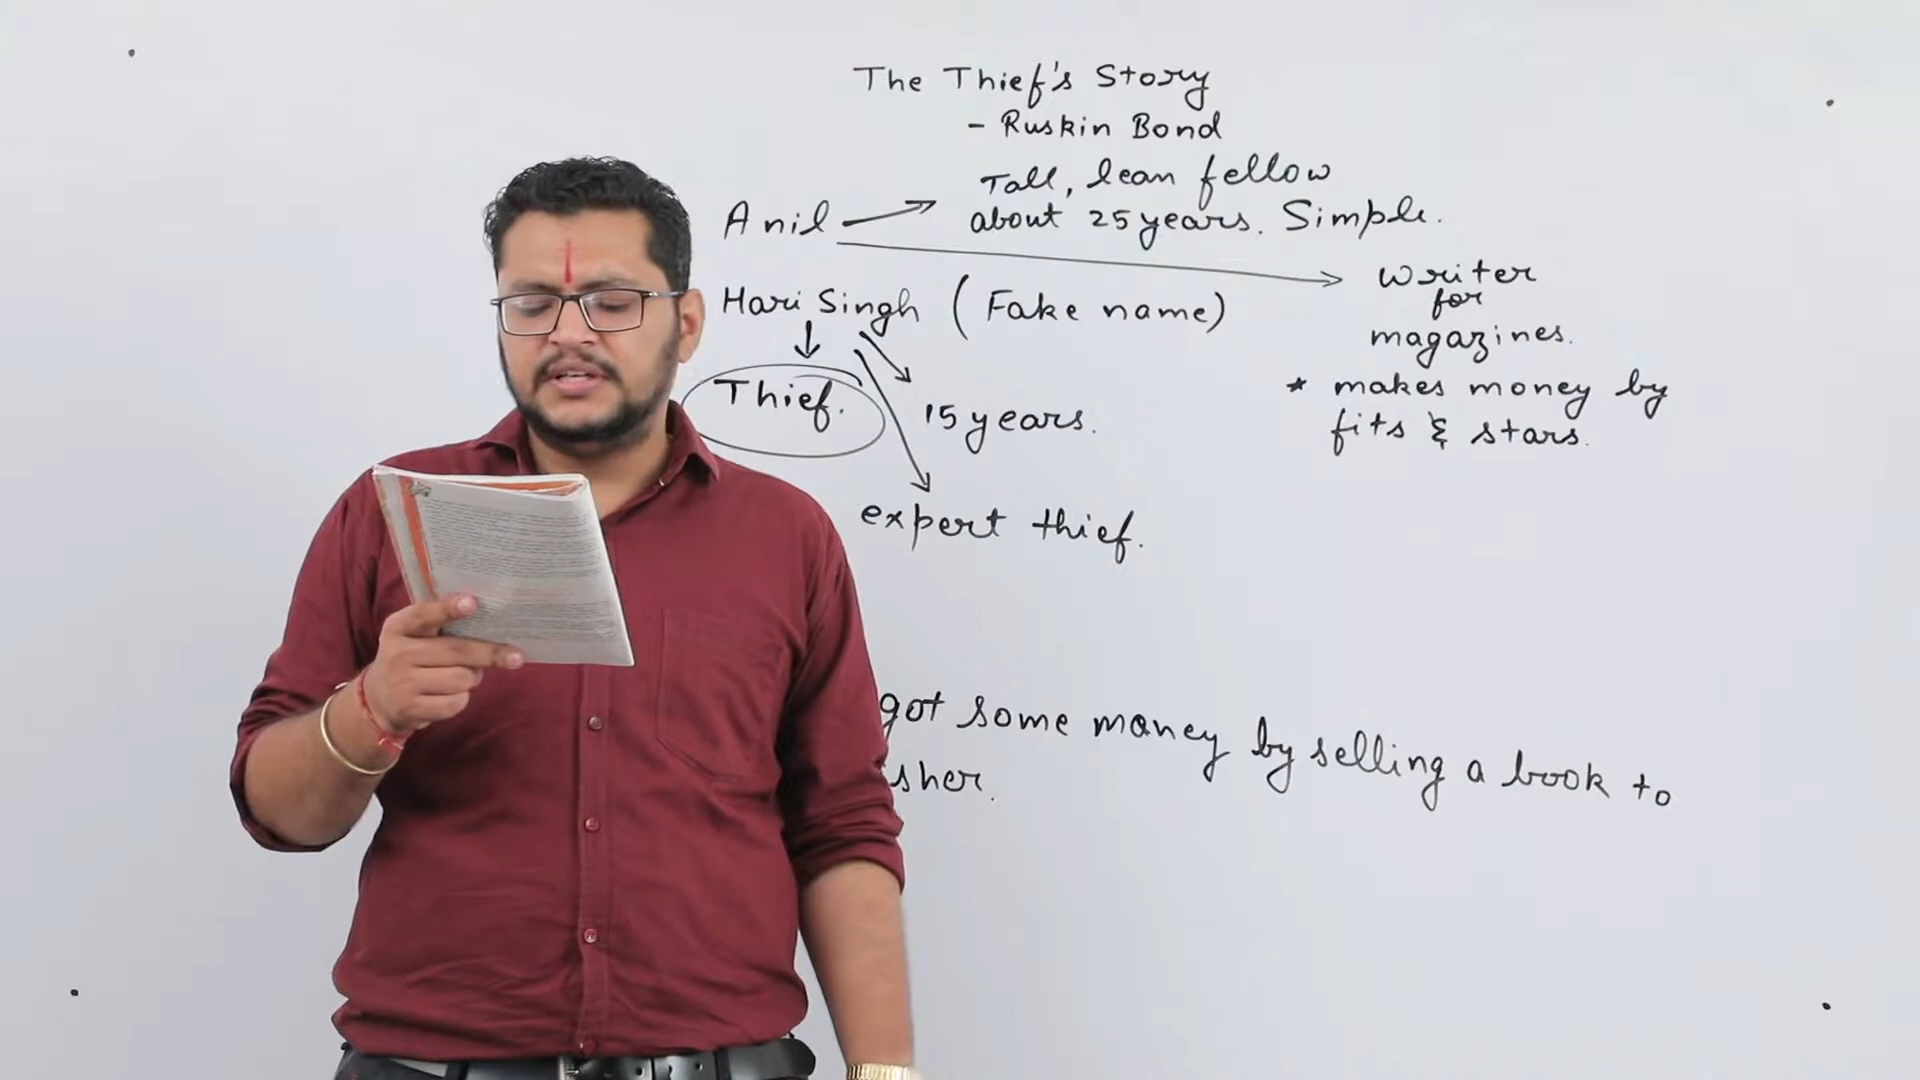 The Thief's Story
- Ruskin Bond
Tall, lean fellow
Anil about 25 years. Simple.
writer
for
magazines.
Hari Singh (Fake name)
* makes money by
fits & stars.
Thief.
15 years.
expert thief.
got some money by selling a book to
sher.